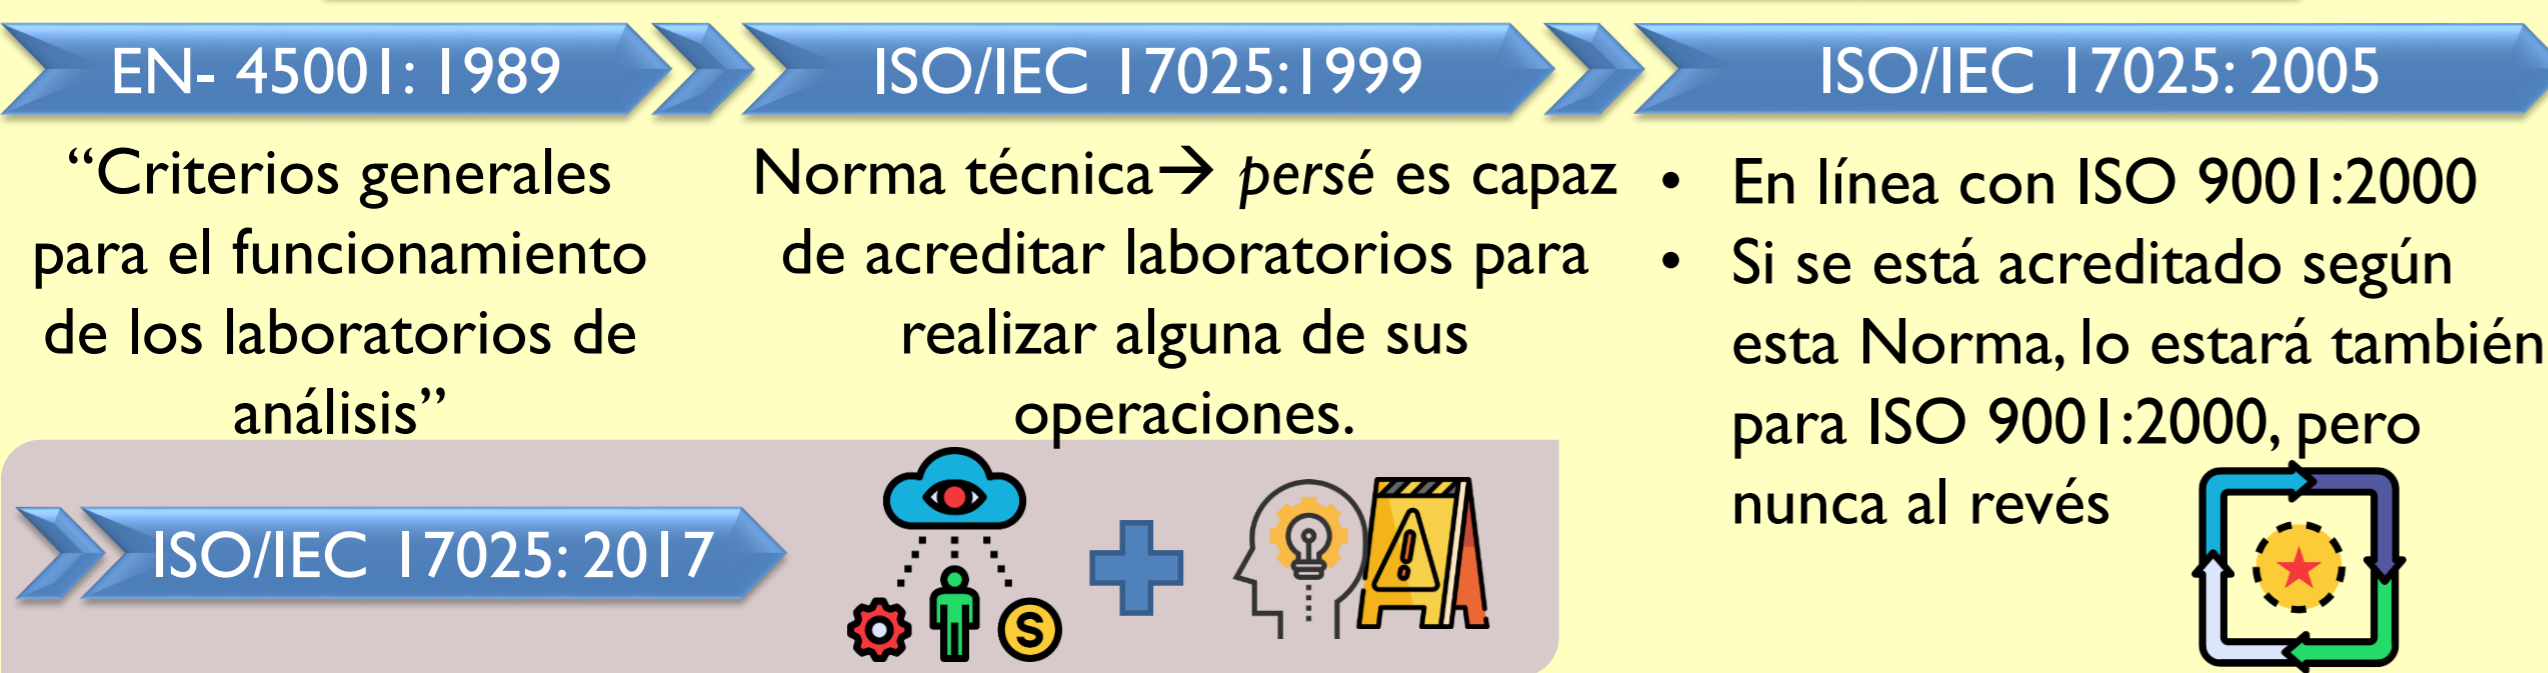 EN- 45001: 1989
“Criterios generales
para el funcionamiento
de los laboratorios de
análisis”
ISO/IEC 17025:1999
Norma técnica→ persé es capaz
de acreditar laboratorios para
realizar alguna de sus
operaciones.
ISO/IEC 17025: 2005
• En línea con ISO 9001:2000
• Si se está acreditado según
esta Norma, lo estará también
para ISO 9001:2000, pero
nunca al revés
ISO/IEC 17025: 2017
S